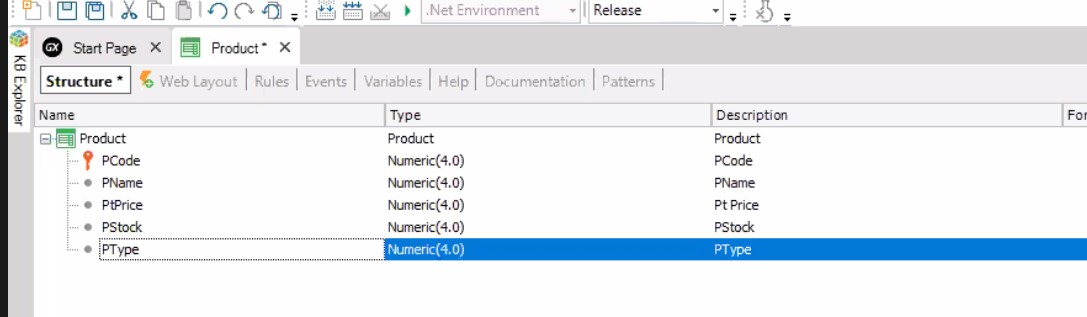 .Net Environment Release
GX Start Page Product *
KB Explorer
Structure * Web Layout Rules Events Variables Help Documentation Patterns
Name Type Description For
Product Product Product
PCode Numeric(4.0) PCode
PName Numeric(4.0) PName
PtPrice Numeric(4.0) Pt Price
PStock Numeric(4.0) PStock
PType Numeric(4.0) PType